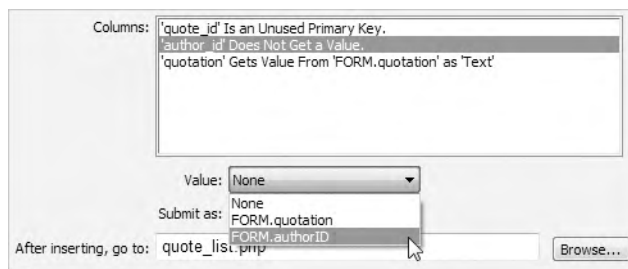 Columns: 'quote_id' Is an Unused Primary Key.
'author_id' Does Not Get a Value.
'quotation' Gets Value From 'FORM.quotation' as 'Text'
Value: None
None
Submit as: FORM.quotation
FORM.authorID
After inserting, go to: quote_list.php Browse...